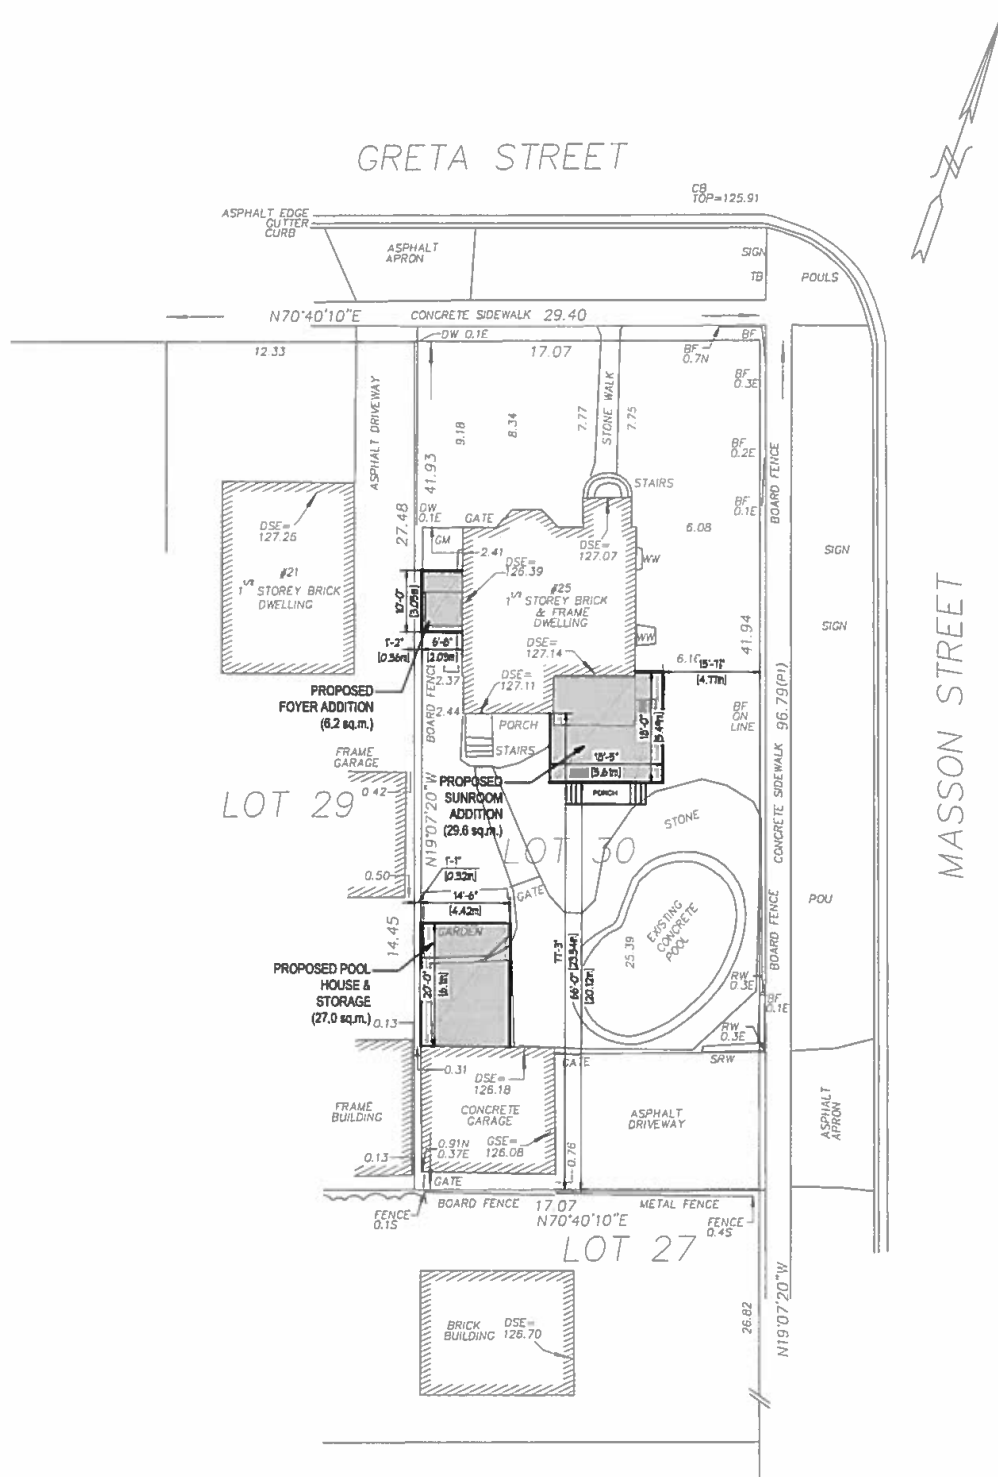 GRETA STREET
CB
TOP=125.91
ASPHALT EDGE
GUTTER
CURB
ASPHALT
APRON
SIGN
TB
POULS
N70°40'10"E
CONCRETE SIDEWALK 29.40
DW 0.1E
BF
12.33
17.07
BF
0.7N
BF
0.3E
ASPHALT DRIVEWAY
9.18
8.34
7.77
STONE WALK
7.75
41.93
BF
0.2E
BOARD FENCE
STAIRS
BF
0.1E
27.48
DW
0.1E
GATE
6.08
DSE=
127.25
GM
2.41
DSE=
126.39
DSE=
127.07
WW
SIGN
#21
1 1/2 STOREY BRICK
DWELLING
#25
1 1/2 STOREY BRICK
& FRAME
DWELLING
10'-0"
[3.05m]
MASSON STREET
SIGN
1'-2"
[0.36m]
6'-8"
[2.03m]
DSE=
127.14
WW
41.94
6.16
15'-7"
[4.77m]
PROPOSED
FOYER ADDITION
(6.2 sq.m.)
BOARD FENCE
2.37
DSE=
127.11
2.44
PORCH
STAIRS
18'-0"
[5.49m]
BF
ON
LINE
96.79(P1)
FRAME
GARAGE
18'-5"
[5.61m]
PROPOSED
SUNROOM
ADDITION
(29.6 sq.m.)
PORCH
0.42
LOT 29
N19°07'20"W
STONE
LOT 30
CONCRETE SIDEWALK
1'-1"
[0.32m]
0.50
14'-6"
[4.42m]
GATE
POU
GARDEN
EXISTING
CONCRETE
POOL
25.39
BOARD FENCE
14.45
77'-3"
[23.54m]
66'-0"
[20.12m]
PROPOSED POOL
HOUSE &
STORAGE
(27.0 sq.m.)
20'-0"
[6.1m]
RW
0.3E
BF
0.1E
0.13
RW
0.3E
GATE
SRW
0.31
DSE=
126.18
FRAME
BUILDING
CONCRETE
GARAGE
ASPHALT
DRIVEWAY
ASPHALT
APRON
0.91N
0.37E
GSE=
126.08
0.76
0.13
GATE
BOARD FENCE
17.07
METAL FENCE
FENCE
0.1S
N70°40'10"E
FENCE
0.4S
LOT 27
N19°07'20"W
26.82
BRICK
BUILDING
DSE=
126.70